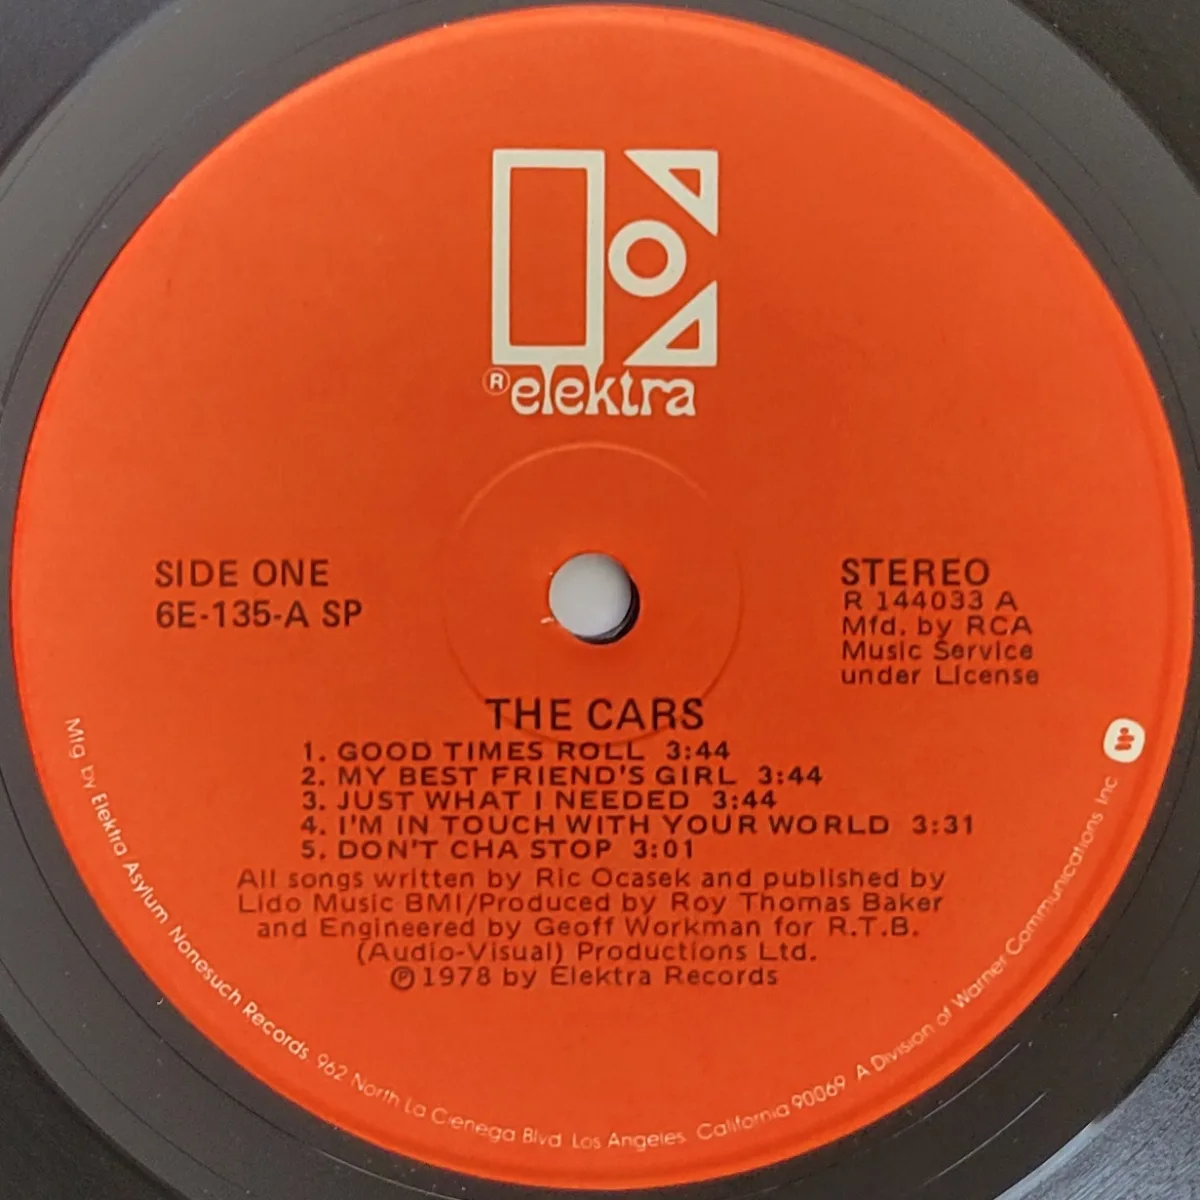 ® elektra
SIDE ONE
6E-135-A SP
STEREO
R 144033 A
Mfd. by RCA
Music Service
under License
THE CARS
1. GOOD TIMES ROLL 3:44
2. MY BEST FRIEND'S GIRL 3:44
3. JUST WHAT I NEEDED 3:44
4. I'M IN TOUCH WITH YOUR WORLD 3:31
5. DON'T CHA STOP 3:01
All songs written by Ric Ocasek and published by
Lido Music BMI/Produced by Roy Thomas Baker
and Engineered by Geoff Workman for R.T.B.
(Audio-Visual) Productions Ltd.
℗ 1978 by Elektra Records
Mfg. by Elektra Asylum Nonesuch Records. 962 North La Cienega Blvd. Los Angeles. California 90069 A Division of Warner Communications Inc